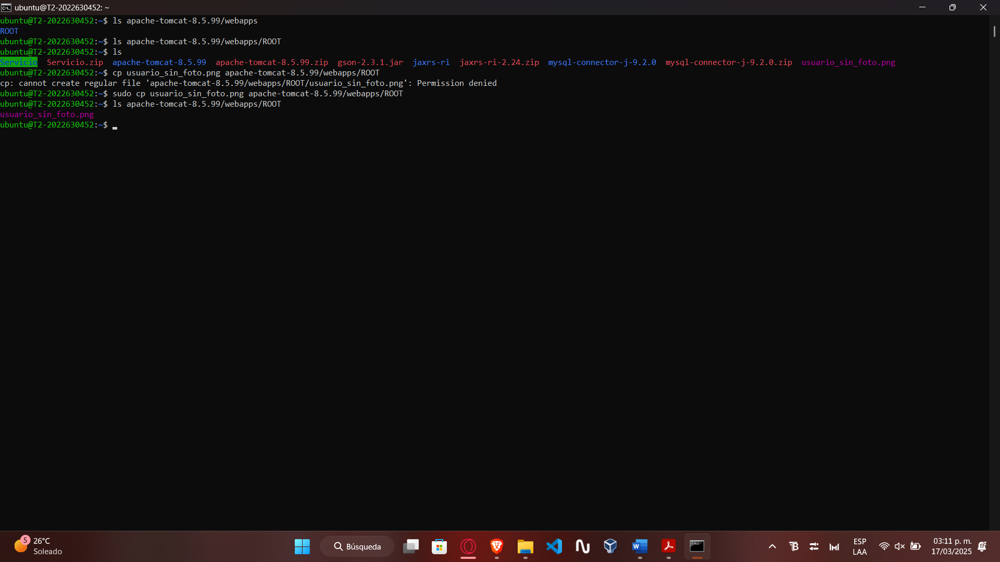 ubuntu@T2-2022630452: ~
ubuntu@T2-2022630452:~$ ls apache-tomcat-8.5.99/webapps
ROOT
ubuntu@T2-2022630452:~$ ls apache-tomcat-8.5.99/webapps/ROOT
ubuntu@T2-2022630452:~$ ls
Servicio  Servicio.zip  apache-tomcat-8.5.99  apache-tomcat-8.5.99.zip  gson-2.3.1.jar  jaxrs-ri  jaxrs-ri-2.24.zip  mysql-connector-j-9.2.0  mysql-connector-j-9.2.0.zip  usuario_sin_foto.png
ubuntu@T2-2022630452:~$ cp usuario_sin_foto.png apache-tomcat-8.5.99/webapps/ROOT
cp: cannot create regular file 'apache-tomcat-8.5.99/webapps/ROOT/usuario_sin_foto.png': Permission denied
ubuntu@T2-2022630452:~$ sudo cp usuario_sin_foto.png apache-tomcat-8.5.99/webapps/ROOT
ubuntu@T2-2022630452:~$ ls apache-tomcat-8.5.99/webapps/ROOT
usuario_sin_foto.png
ubuntu@T2-2022630452:~$
5
26°C
Soleado
Búsqueda
ESP
LAA
03:11 p. m.
17/03/2025